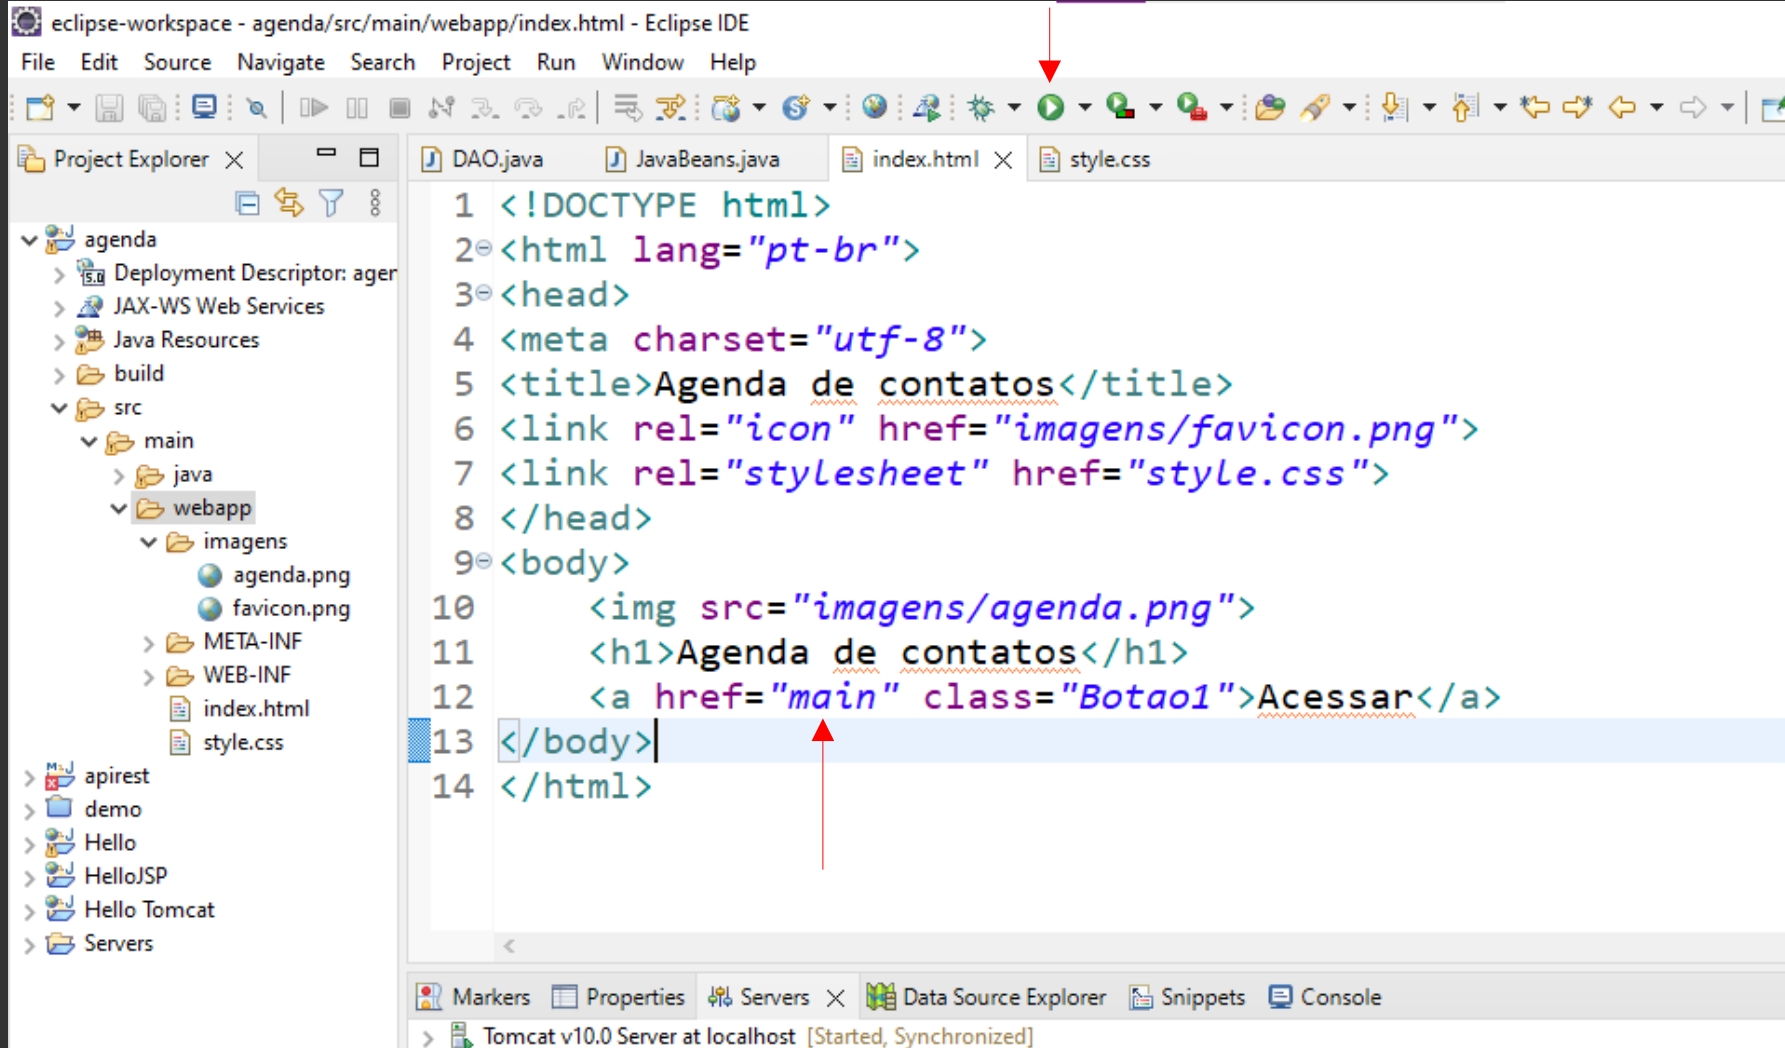 eclipse-workspace - agenda/src/main/webapp/index.html - Eclipse IDE
File Edit Source Navigate Search Project Run Window Help
Project Explorer
DAO.java JavaBeans.java index.html style.css
agenda
Deployment Descriptor: agen
JAX-WS Web Services
Java Resources
build
src
main
java
webapp
imagens
agenda.png
favicon.png
META-INF
WEB-INF
index.html
style.css
apirest
demo
Hello
HelloJSP
Hello Tomcat
Servers
1 <!DOCTYPE html>
2 <html lang="pt-br">
3 <head>
4 <meta charset="utf-8">
5 <title>Agenda de contatos</title>
6 <link rel="icon" href="imagens/favicon.png">
7 <link rel="stylesheet" href="style.css">
8 </head>
9 <body>
10 <img src="imagens/agenda.png">
11 <h1>Agenda de contatos</h1>
12 <a href="main" class="Botao1">Acessar</a>
13 </body>
14 </html>
Markers Properties Servers Data Source Explorer Snippets Console
Tomcat v10.0 Server at localhost [Started, Synchronized]